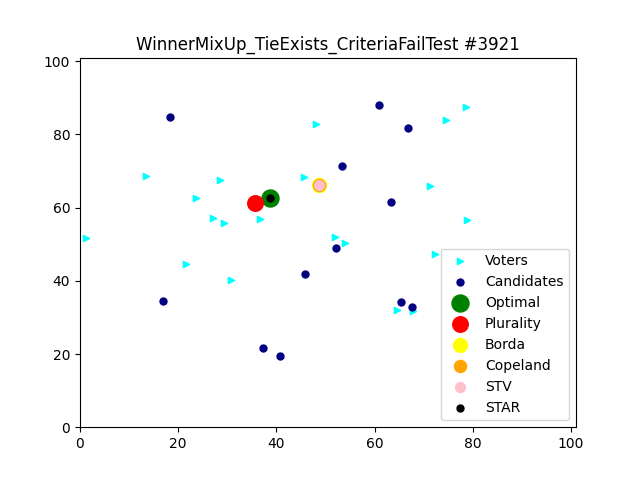 WinnerMixUp_TieExists_CriteriaFailTest #3921
100
80
60
40
20
0
0 20 40 60 80 100
Voters
Candidates
Optimal
Plurality
Borda
Copeland
STV
STAR